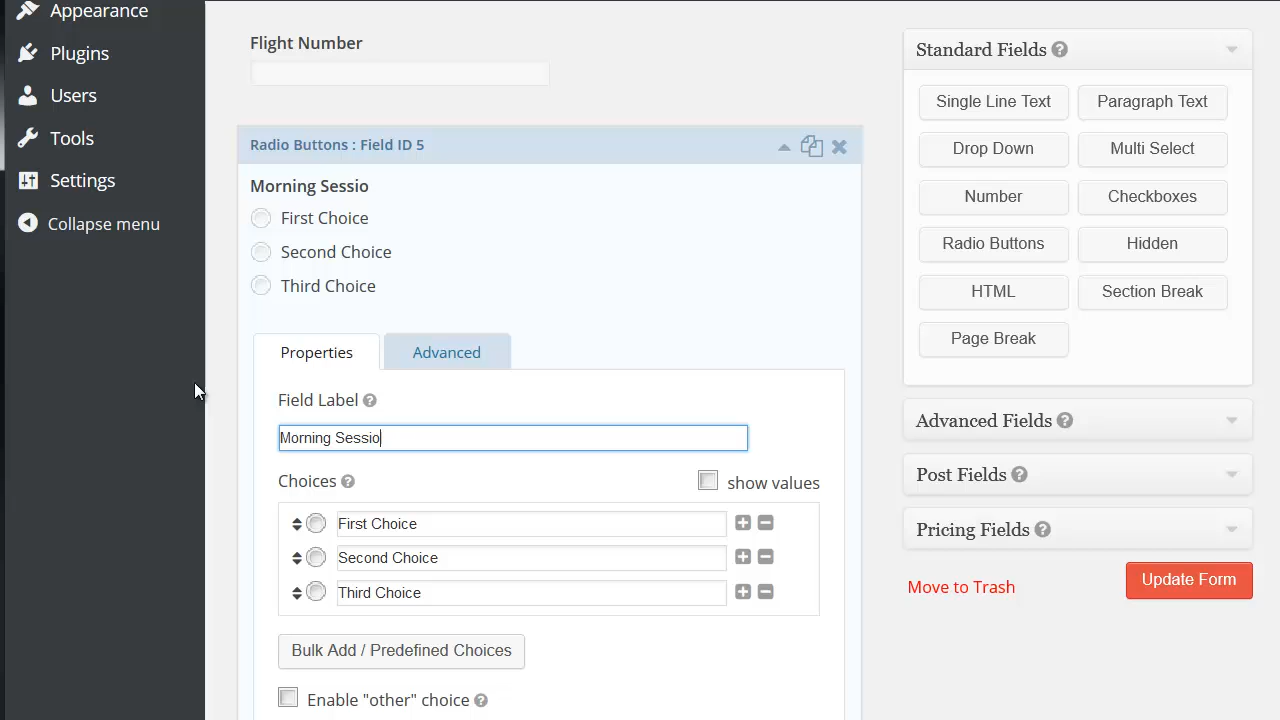 Appearance
Plugins
Users
Tools
Settings
Collapse menu
Flight Number
Radio Buttons : Field ID 5
Morning Sessio
First Choice
Second Choice
Third Choice
Properties
Advanced
Field Label
Morning Sessio
Choices
show values
First Choice
Second Choice
Third Choice
Bulk Add / Predefined Choices
Enable "other" choice
Standard Fields
Single Line Text
Paragraph Text
Drop Down
Multi Select
Number
Checkboxes
Radio Buttons
Hidden
HTML
Section Break
Page Break
Advanced Fields
Post Fields
Pricing Fields
Move to Trash
Update Form